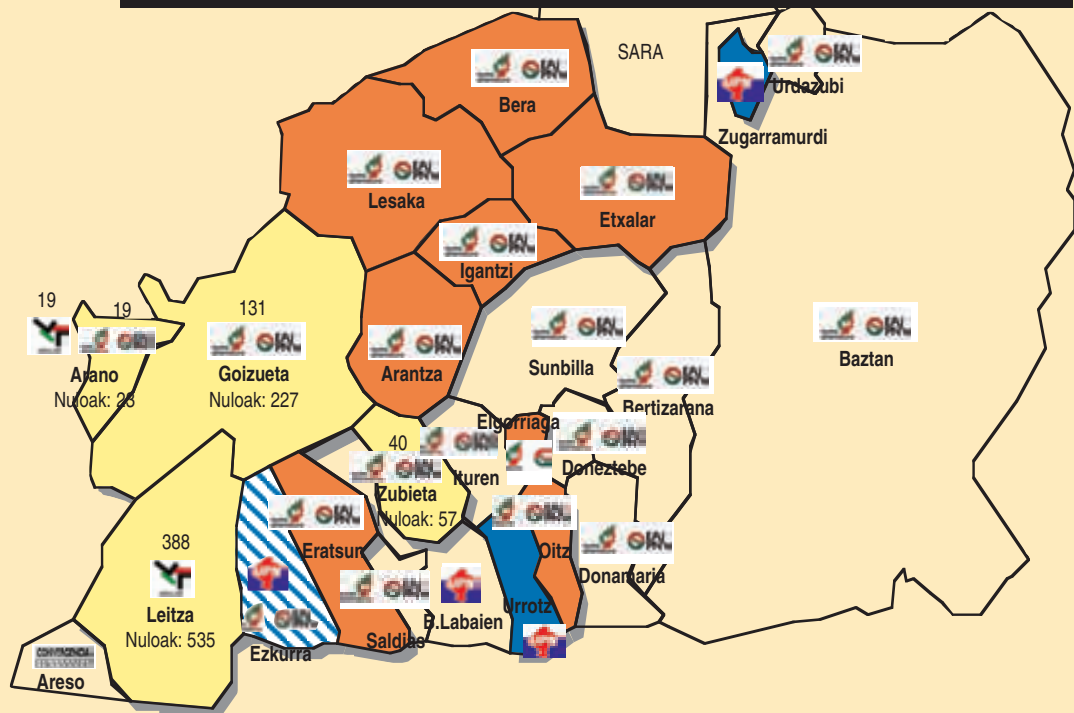 SARA
Urdazubi
Zugarramurdi
Bera
Lesaka
Etxalar
Igantzi
19
19
131
Arano
Nuloak: 23
Goizueta
Nuloak: 227
Arantza
Sunbilla
Baztan
Bertizarana
Elgorriaga
40
Ituren
Doneztebe
Zubieta
Nuloak: 57
388
Leitza
Nuloak: 535
Eratsun
Oitz
Donamaria
Saldias
B.Labaien
Urrotz
Ezkurra
Areso